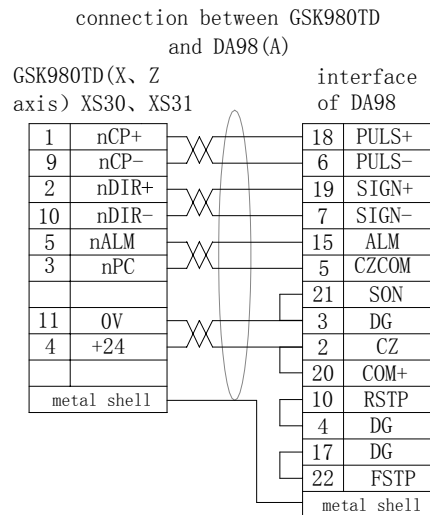 connection between GSK980TD
and DA98(A)
GSK980TD(X、Z
axis) XS30、XS31
interface
of DA98
1 nCP+
9 nCP-
2 nDIR+
10 nDIR-
5 nALM
3 nPC
11 0V
4 +24
metal shell
18 PULS+
6 PULS-
19 SIGN+
7 SIGN-
15 ALM
5 CZCOM
21 SON
3 DG
2 CZ
20 COM+
10 RSTP
4 DG
17 DG
22 FSTP
metal shell